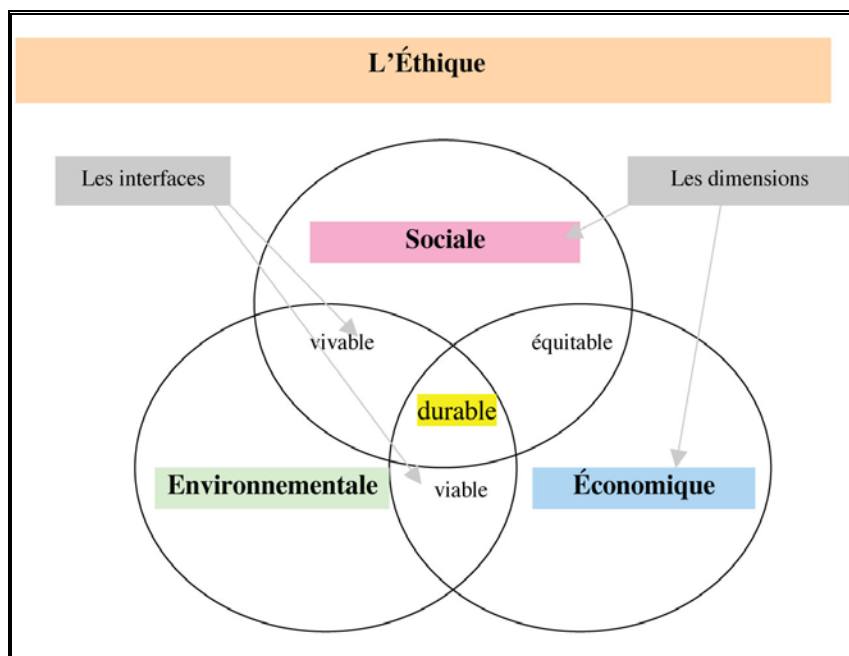 L'Éthique
Les interfaces
Les dimensions
Sociale
vivable
équitable
durable
Environnementale
viable
Économique